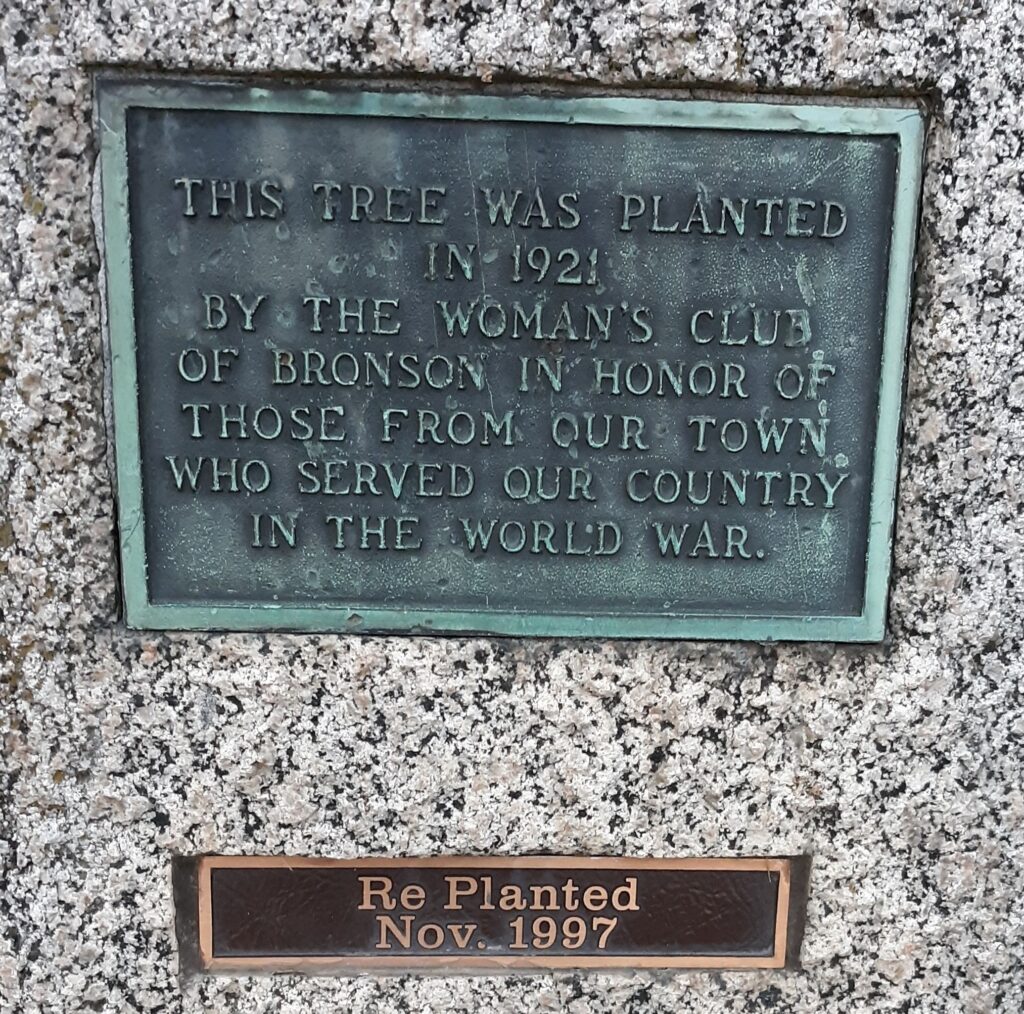 THIS TREE WAS PLANTED
IN 1921
BY THE WOMAN'S CLUB
OF BRONSON IN HONOR OF
THOSE FROM OUR TOWN
WHO SERVED OUR COUNTRY
IN THE WORLD WAR.
Re Planted
Nov. 1997